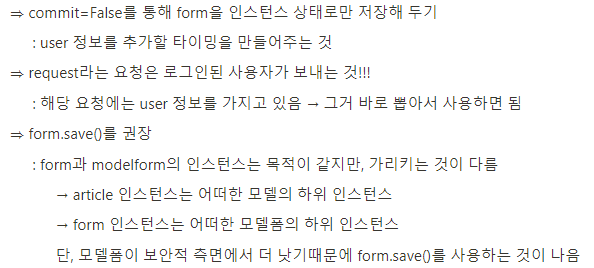 ⇒ commit=False를 통해 form을 인스턴스 상태로만 저장해 두기
: user 정보를 추가할 타이밍을 만들어주는 것
⇒ request라는 요청은 로그인된 사용자가 보내는 것!!!
: 해당 요청에는 user 정보를 가지고 있음 → 그거 바로 뽑아서 사용하면 됨
⇒ form.save()를 권장
: form과 modelform의 인스턴스는 목적이 같지만, 가리키는 것이 다름
→ article 인스턴스는 어떠한 모델의 하위 인스턴스
→ form 인스턴스는 어떠한 모델폼의 하위 인스턴스
단, 모델폼이 보안적 측면에서 더 낫기때문에 form.save()를 사용하는 것이 나음